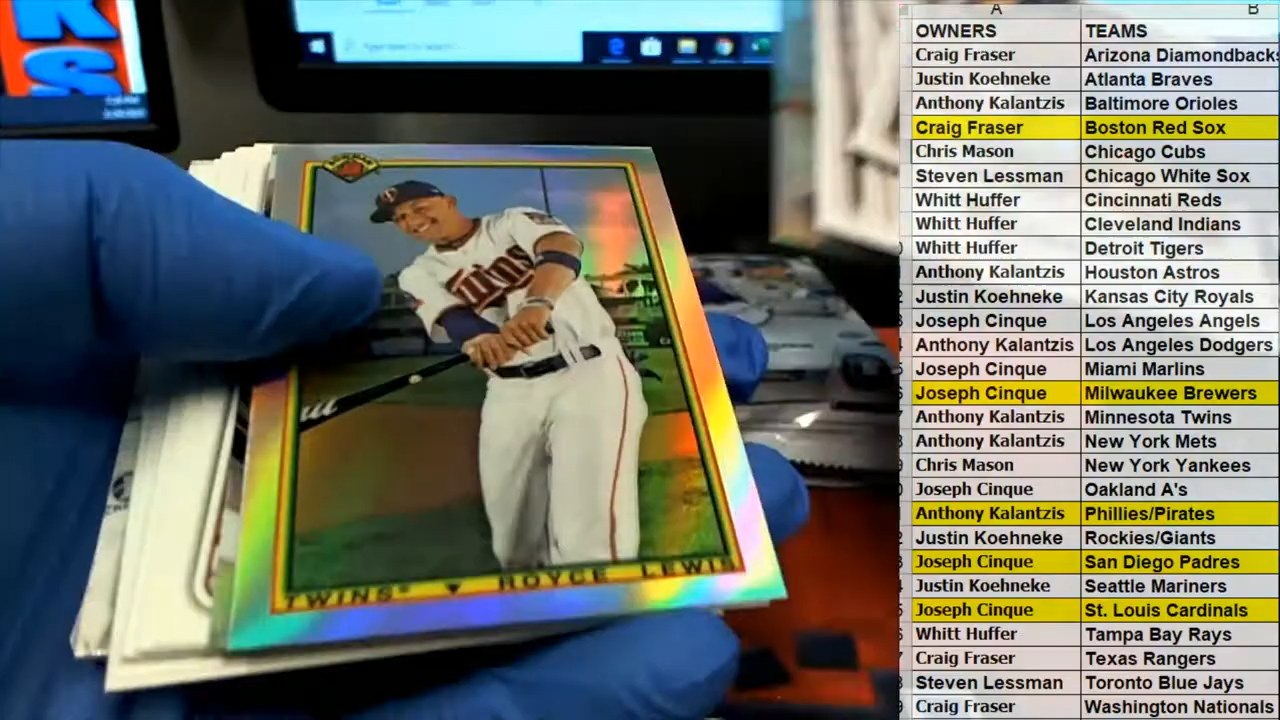 KS
Type here to search
BOWMAN
Twins
TWINS ▼ ROYCE LEWIS
A B
OWNERS TEAMS
Craig Fraser Arizona Diamondbacks
Justin Koehneke Atlanta Braves
Anthony Kalantzis Baltimore Orioles
Craig Fraser Boston Red Sox
Chris Mason Chicago Cubs
Steven Lessman Chicago White Sox
Whitt Huffer Cincinnati Reds
Whitt Huffer Cleveland Indians
Whitt Huffer Detroit Tigers
Anthony Kalantzis Houston Astros
Justin Koehneke Kansas City Royals
Joseph Cinque Los Angeles Angels
Anthony Kalantzis Los Angeles Dodgers
Joseph Cinque Miami Marlins
Joseph Cinque Milwaukee Brewers
Anthony Kalantzis Minnesota Twins
Anthony Kalantzis New York Mets
Chris Mason New York Yankees
Joseph Cinque Oakland A's
Anthony Kalantzis Phillies/Pirates
Justin Koehneke Rockies/Giants
Joseph Cinque San Diego Padres
Justin Koehneke Seattle Mariners
Joseph Cinque St. Louis Cardinals
Whitt Huffer Tampa Bay Rays
Craig Fraser Texas Rangers
Steven Lessman Toronto Blue Jays
Craig Fraser Washington Nationals